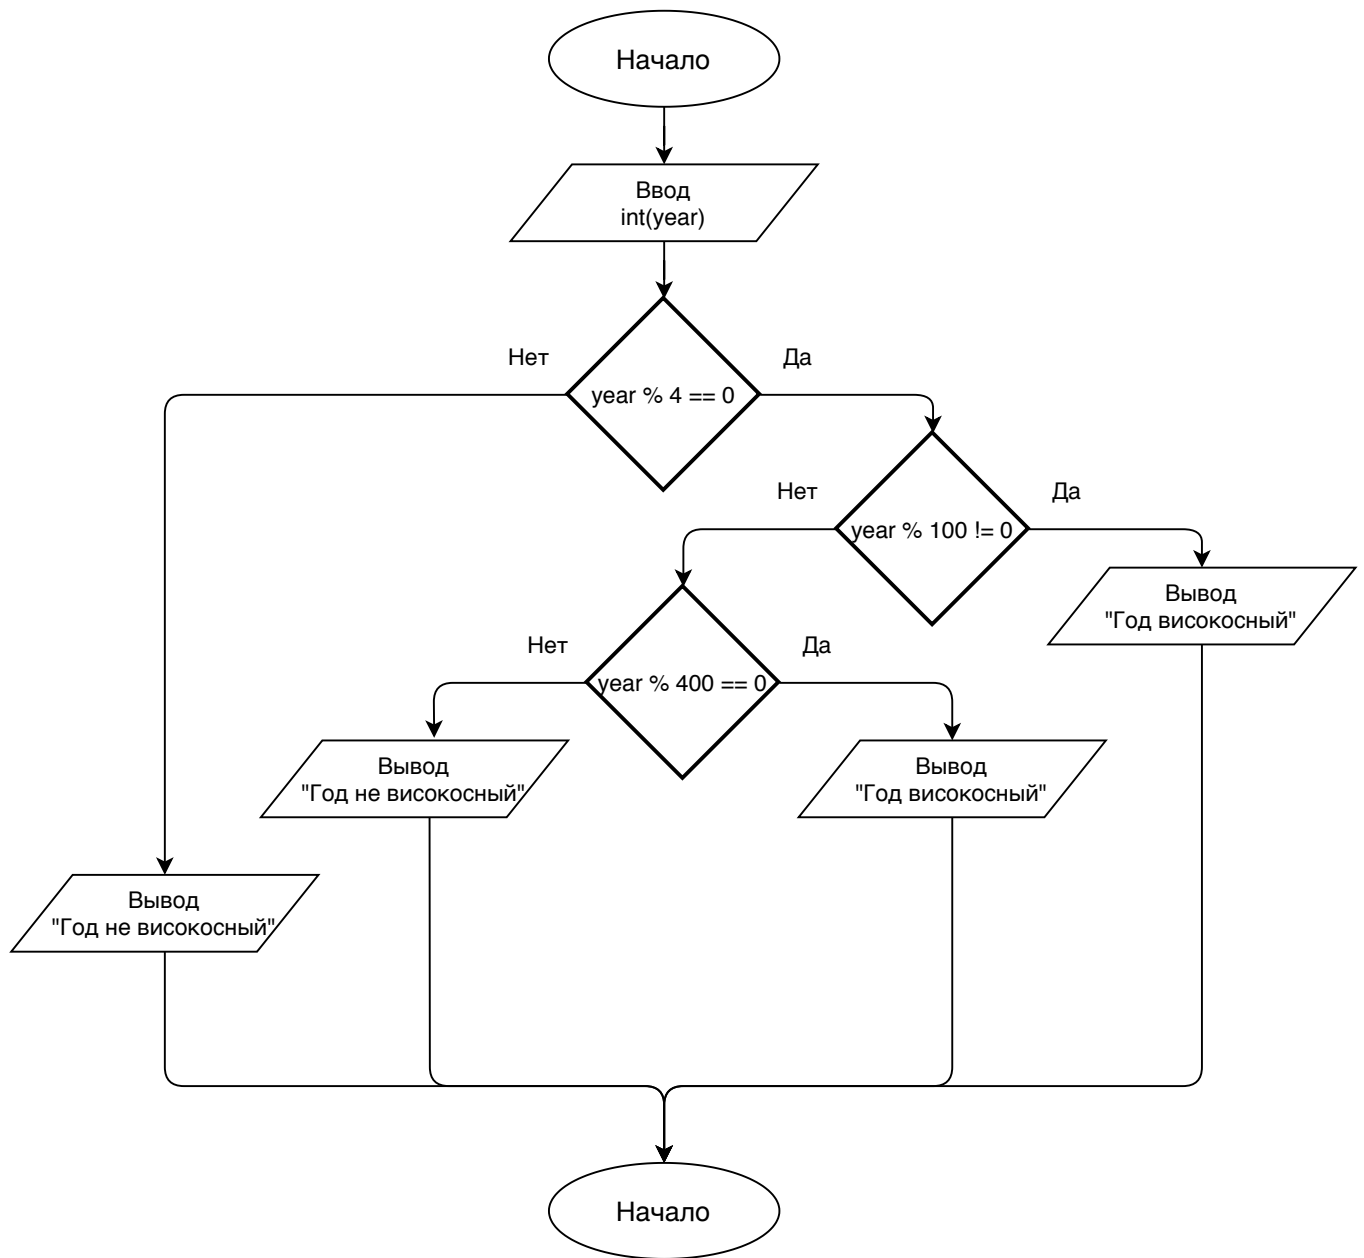 Начало
Ввод
int(year)
Нет
Да
year % 4 == 0
Нет
Да
year % 100 != 0
Вывод
"Год високосный"
Нет
Да
year % 400 == 0
Вывод
"Год не високосный"
Вывод
"Год високосный"
Вывод
"Год не високосный"
Начало